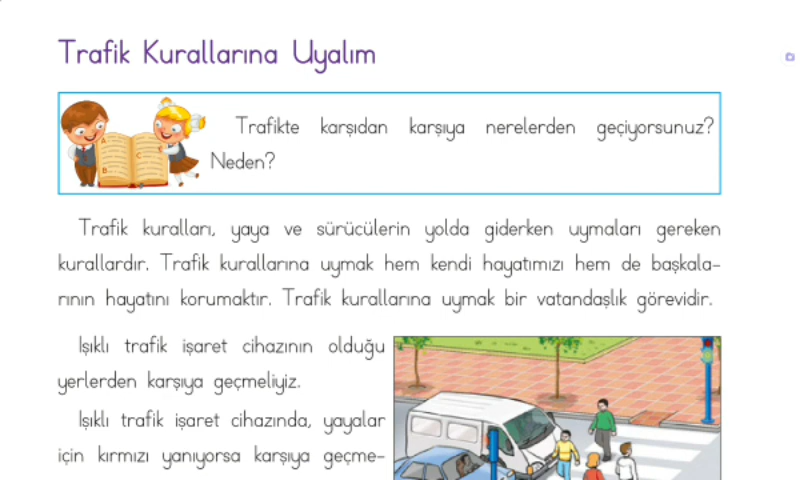 Trafik Kurallarına Uyalım
Trafikte karşıdan karşıya nerelerden geçiyorsunuz?
Neden?
Trafik kuralları, yaya ve sürücülerin yolda giderken uymaları gereken
kurallardır. Trafik kurallarına uymak hem kendi hayatımızı hem de başkala-
rının hayatını korumaktır. Trafik kurallarına uymak bir vatandaşlık görevidir.
Işıklı trafik işaret cihazının olduğu
yerlerden karşıya geçmeliyiz.
Işıklı trafik işaret cihazında, yayalar
için kırmızı yanıyorsa karşıya geçme-